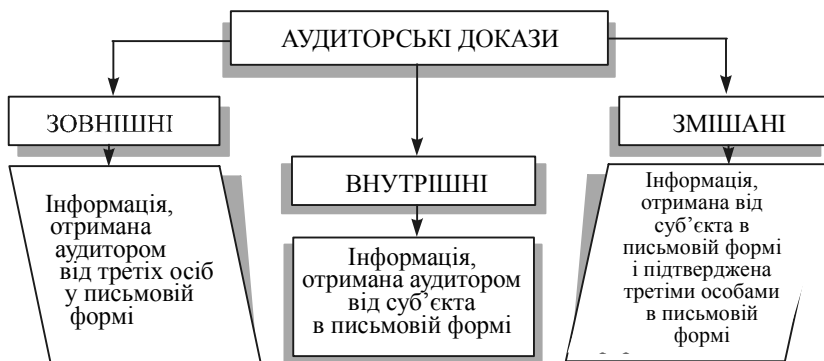 АУДИТОРСЬКІ ДОКАЗИ
ЗОВНІШНІ
Інформація,
отримана
аудитором
від третіх осіб
у письмовій
формі
ВНУТРІШНІ
Інформація,
отримана аудитором
від суб’єкта
в письмовій формі
ЗМІШАНІ
Інформація,
отримана від
суб’єкта в
письмовій формі
і підтверджена
третіми особами
в письмовій
формі